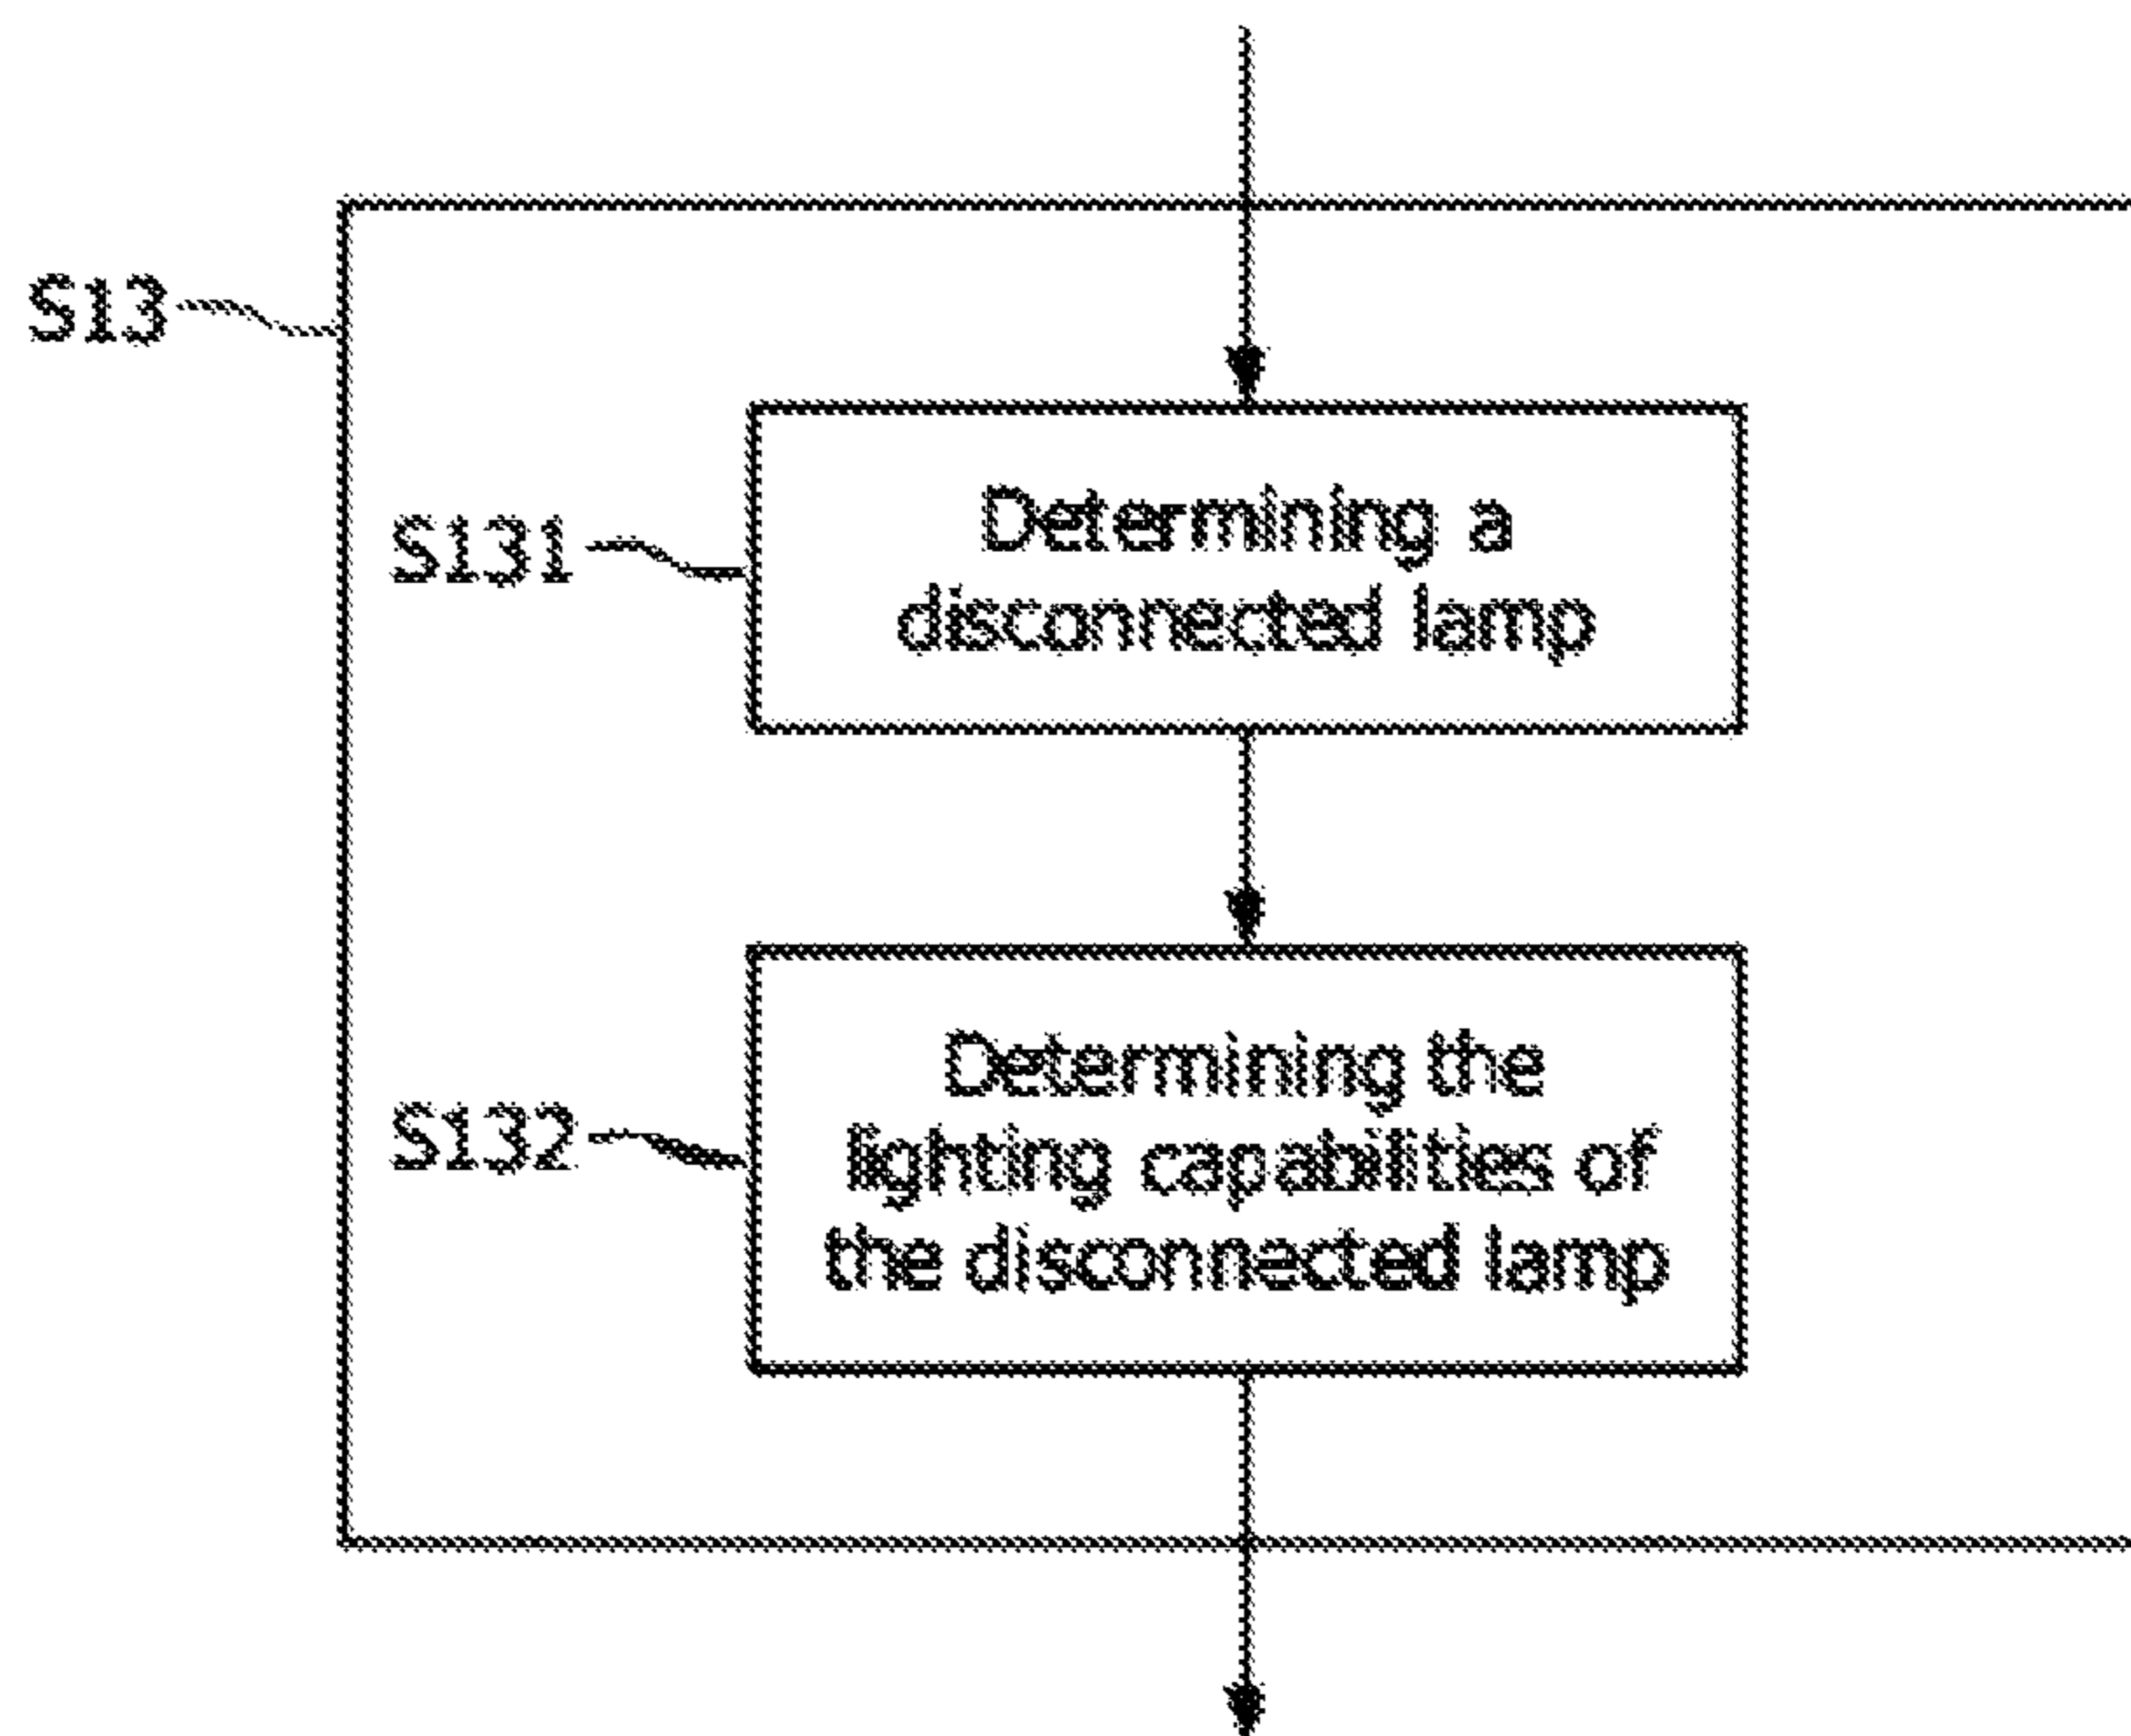 S13
S131
Determining a
disconnected lamp
S132
Determining the
lighting capabilities of
the disconnected lamp